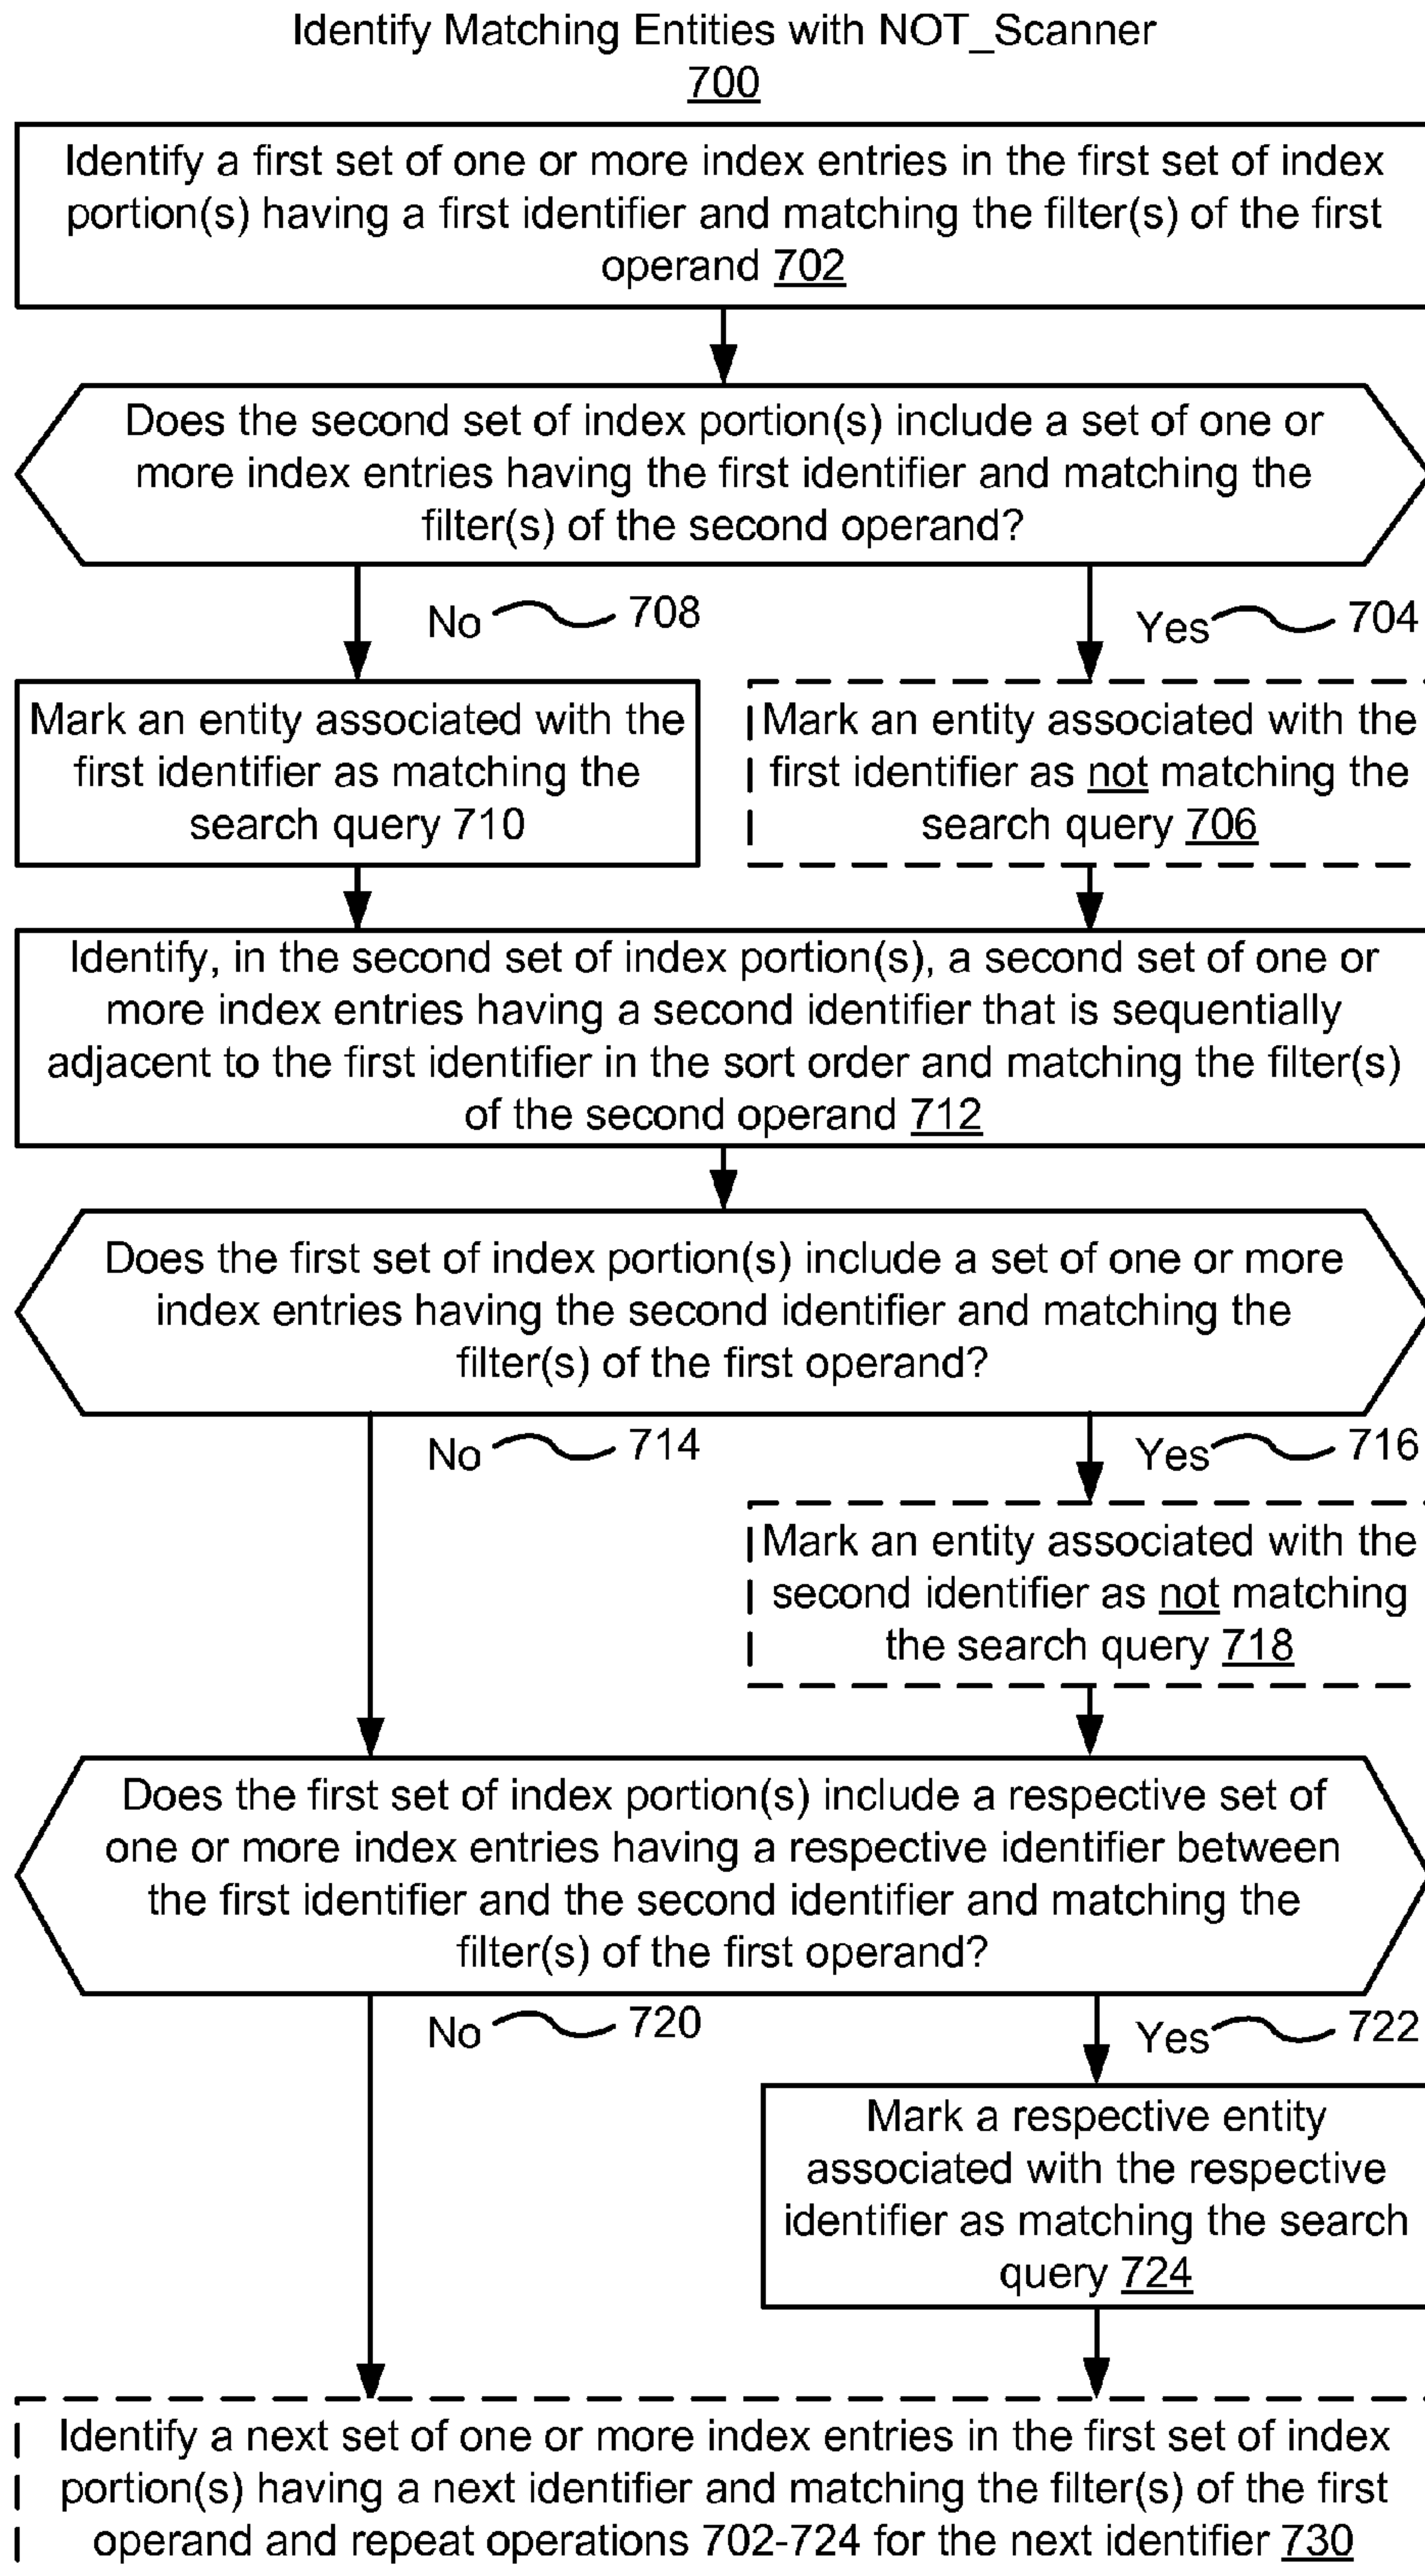 Identify Matching Entities with NOT_Scanner
700
Identify a first set of one or more index entries in the first set of index
portion(s) having a first identifier and matching the filter(s) of the first
operand 702
Does the second set of index portion(s) include a set of one or
more index entries having the first identifier and matching the
filter(s) of the second operand?
No 708
Yes 704
Mark an entity associated with the
first identifier as matching the
search query 710
Mark an entity associated with the
first identifier as not matching the
search query 706
Identify, in the second set of index portion(s), a second set of one or
more index entries having a second identifier that is sequentially
adjacent to the first identifier in the sort order and matching the filter(s)
of the second operand 712
Does the first set of index portion(s) include a set of one or more
index entries having the second identifier and matching the
filter(s) of the first operand?
No 714
Yes 716
Mark an entity associated with the
second identifier as not matching
the search query 718
Does the first set of index portion(s) include a respective set of
one or more index entries having a respective identifier between
the first identifier and the second identifier and matching the
filter(s) of the first operand?
No 720
Yes 722
Mark a respective entity
associated with the respective
identifier as matching the search
query 724
Identify a next set of one or more index entries in the first set of index
portion(s) having a next identifier and matching the filter(s) of the first
operand and repeat operations 702-724 for the next identifier 730